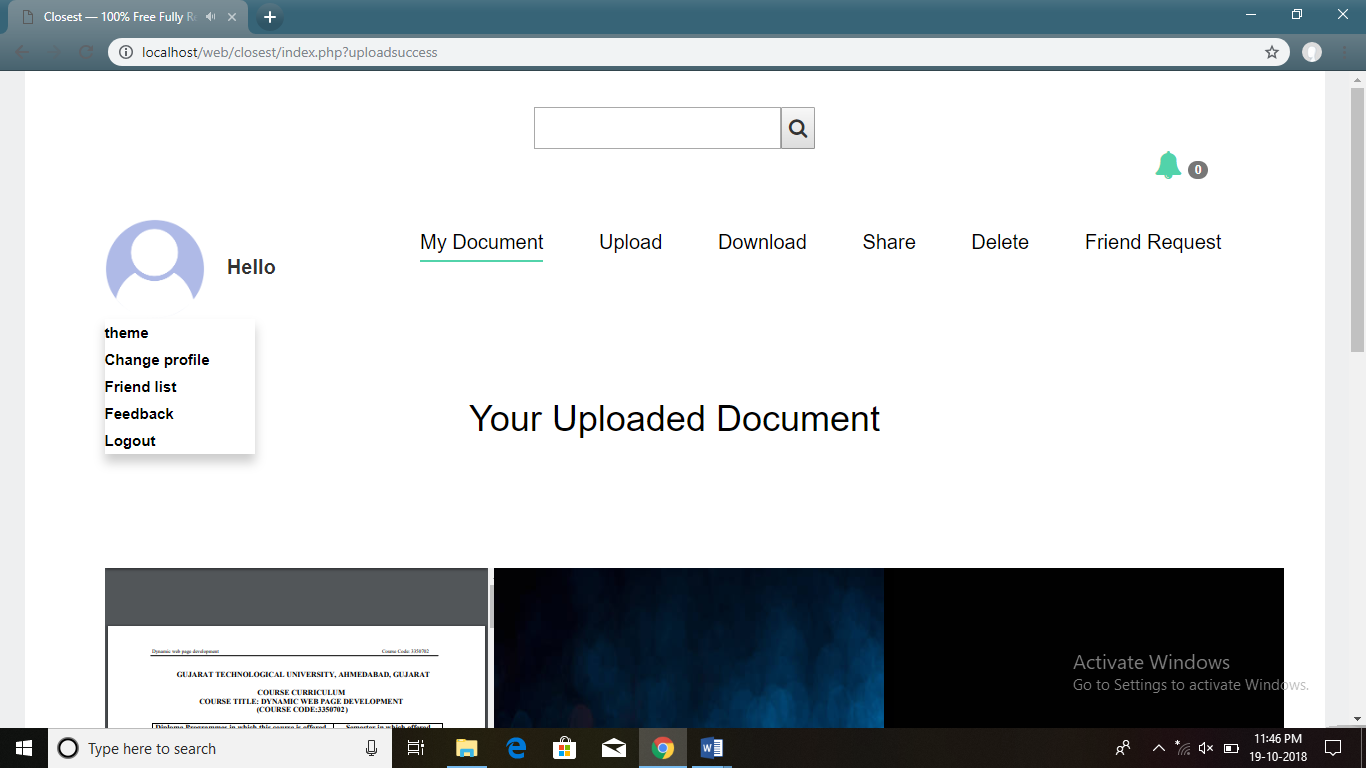 Closest — 100% Free Fully Re
localhost/web/closest/index.php?uploadsuccess
0
My Document Upload Download Share Delete Friend Request
Hello
theme
Change profile
Friend list
Feedback
Logout
Your Uploaded Document
Dynamic web page development Course Code: 3350702
GUJARAT TECHNOLOGICAL UNIVERSITY, AHMEDABAD, GUJARAT
COURSE CURRICULUM
COURSE TITLE: DYNAMIC WEB PAGE DEVELOPMENT
(COURSE CODE:3350702)
Diploma Programmes in which this course is offered Semester in which offered
Activate Windows
Go to Settings to activate Windows.
Type here to search
11:46 PM
19-10-2018